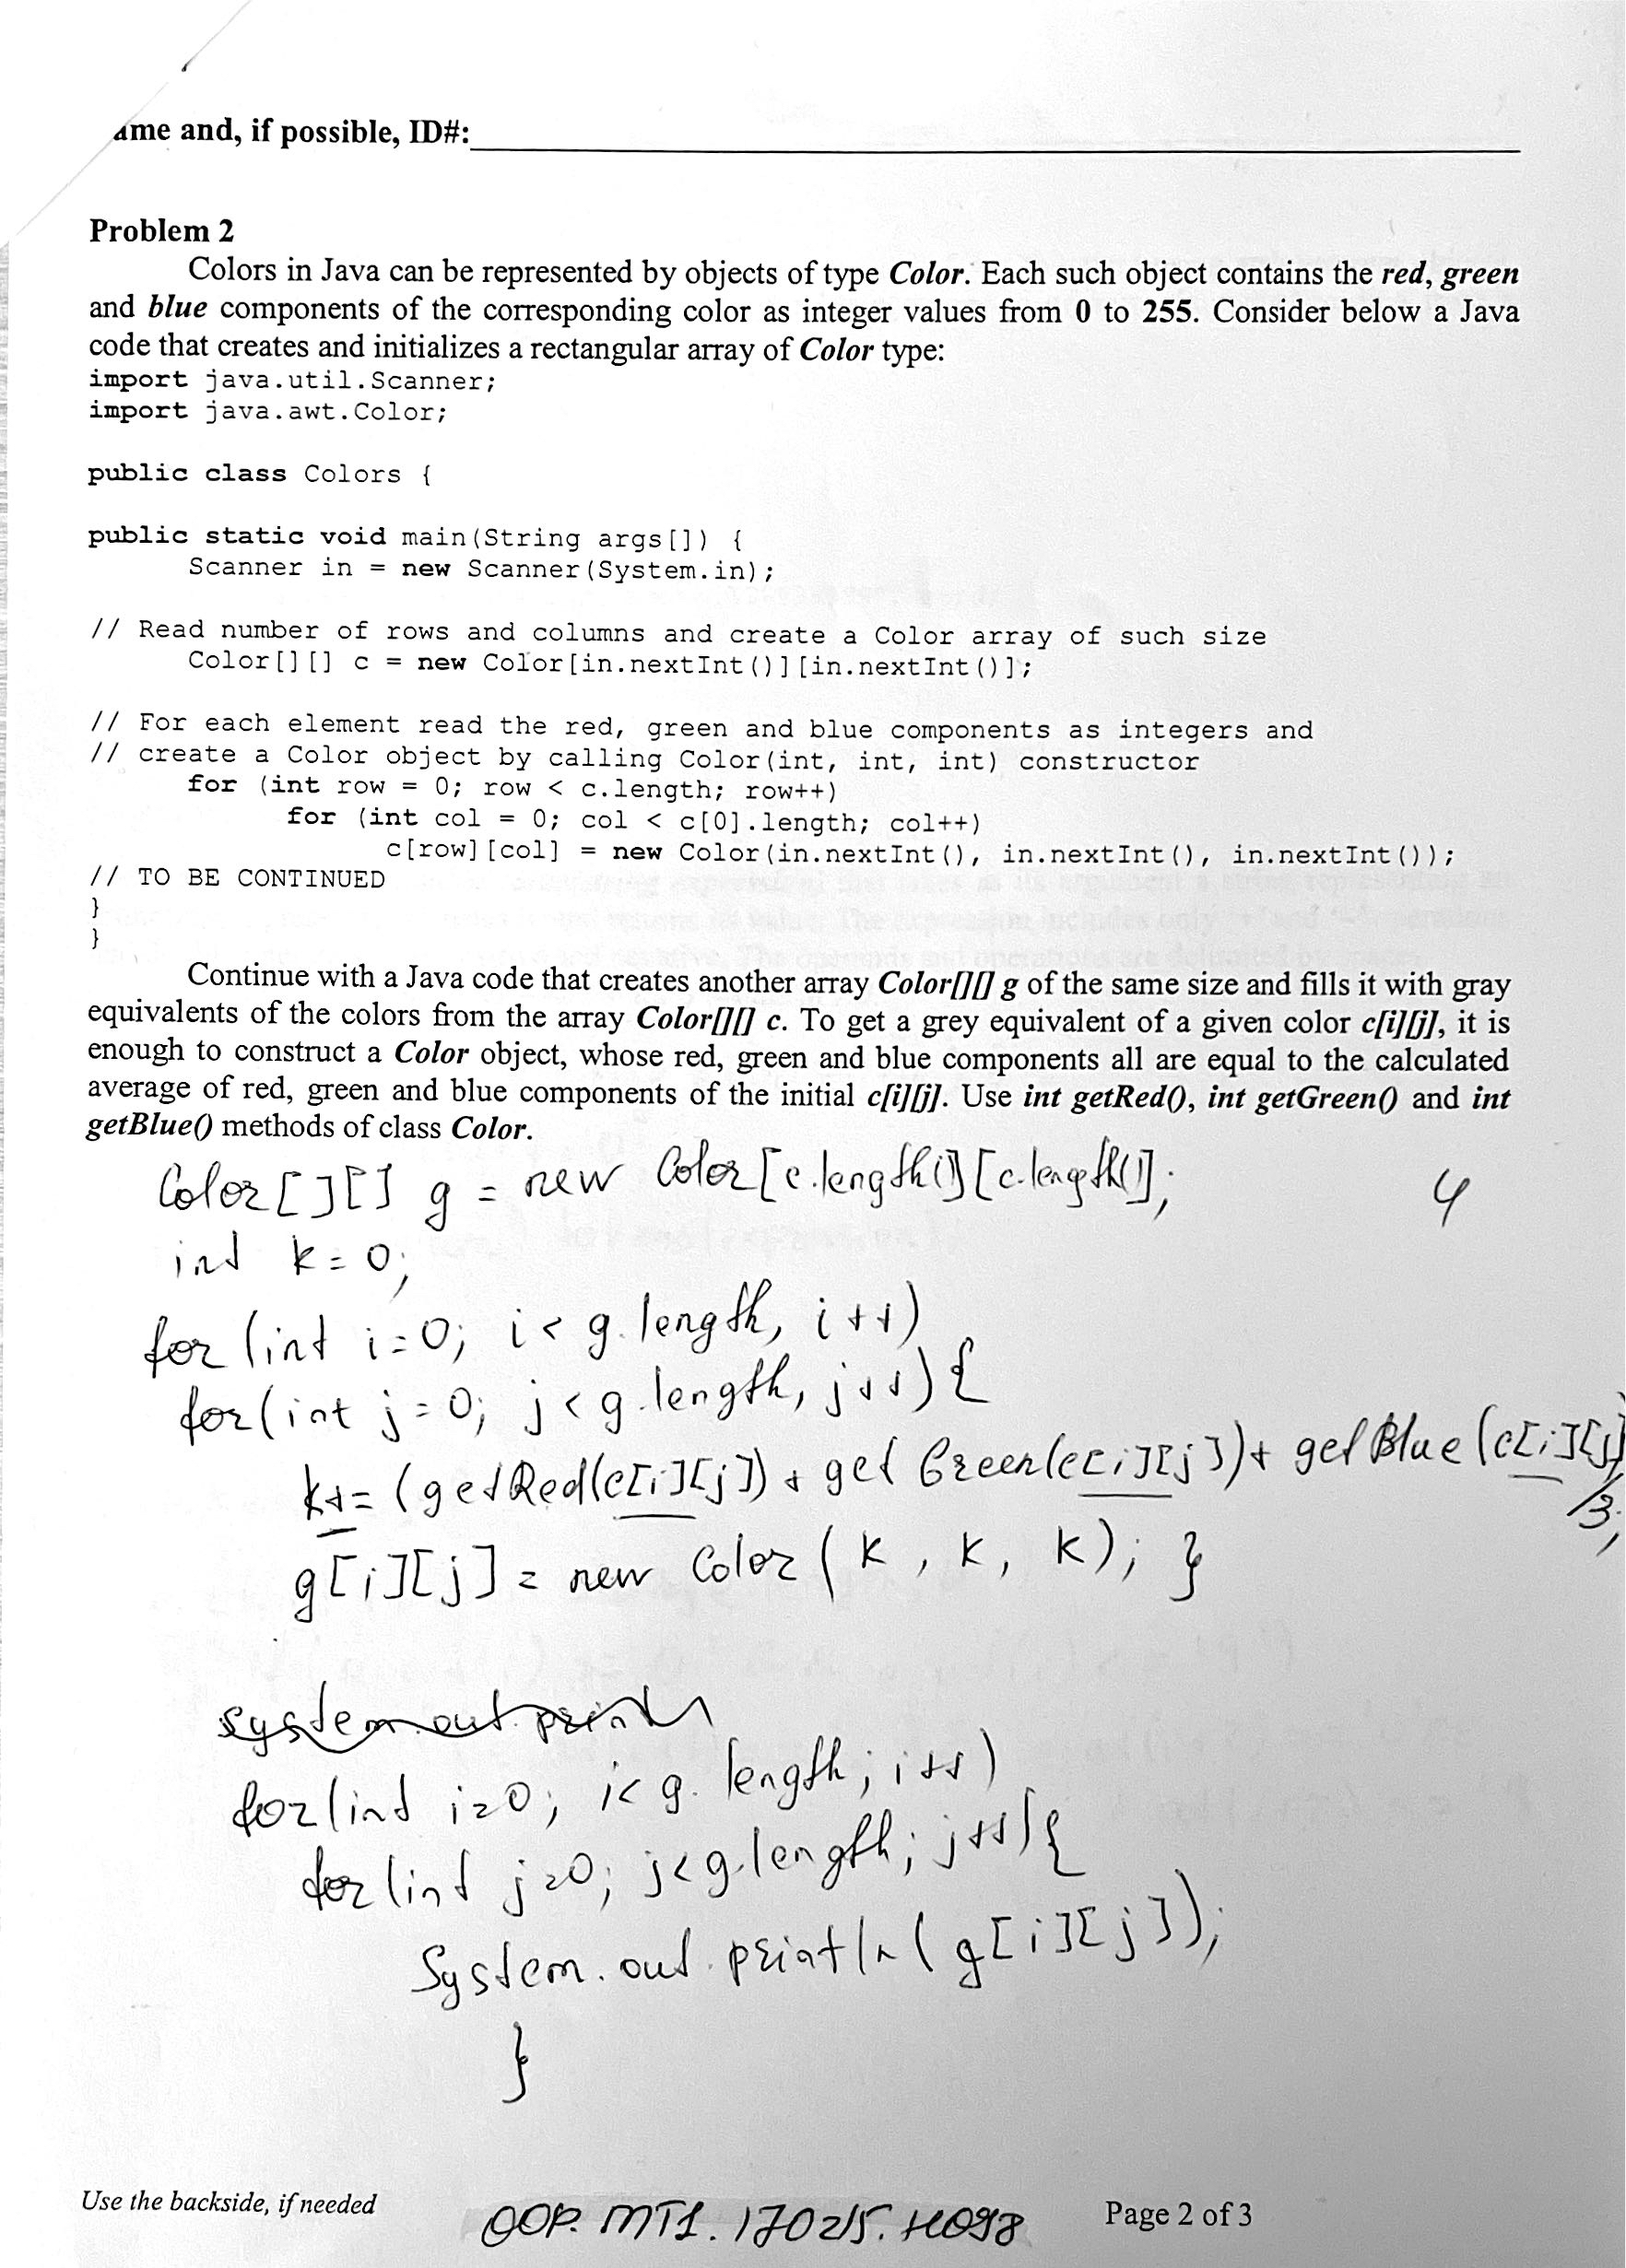 ame and, if possible, ID#:
Problem 2
Colors in Java can be represented by objects of type Color. Each such object contains the red, green
and blue components of the corresponding color as integer values from 0 to 255. Consider below a Java
code that creates and initializes a rectangular array of Color type:
import java.util.Scanner;
import java.awt.Color;
public class Colors {
public static void main(String args[]) {
Scanner in = new Scanner(System.in);
// Read number of rows and columns and create a Color array of such size
Color[][] c = new Color[in.nextInt()][in.nextInt()];
// For each element read the red, green and blue components as integers and
// create a Color object by calling Color(int, int, int) constructor
for (int row = 0; row < c.length; row++)
for (int col = 0; col < c[0].length; col++)
c[row][col] = new Color(in.nextInt(), in.nextInt(), in.nextInt());
// TO BE CONTINUED
}
}
Continue with a Java code that creates another array Color[][] g of the same size and fills it with gray
equivalents of the colors from the array Color[][] c. To get a grey equivalent of a given color c[i][j], it is
enough to construct a Color object, whose red, green and blue components all are equal to the calculated
average of red, green and blue components of the initial c[i][j]. Use int getRed(), int getGreen() and int
getBlue() methods of class Color.
Color[][] g = new Color[c.length()][c.length()];
4
int k=0;
for (int i=0; i<g.length, i++)
for(int j=0; j<g.length, j++){
k+= (getRed(c[i][j])+ getGreen(c[i][j])+ getBlue(c[i][j])
/3;
g[i][j]= new Color(k, k, k); }
system.out.println
for(int i=0; i<g.length; i++)
for(int j=0; j<g.length; j++){
System.out.println(g[i][j]);
}
Use the backside, if needed
OOP. MT1. 170215. H098
Page 2 of 3